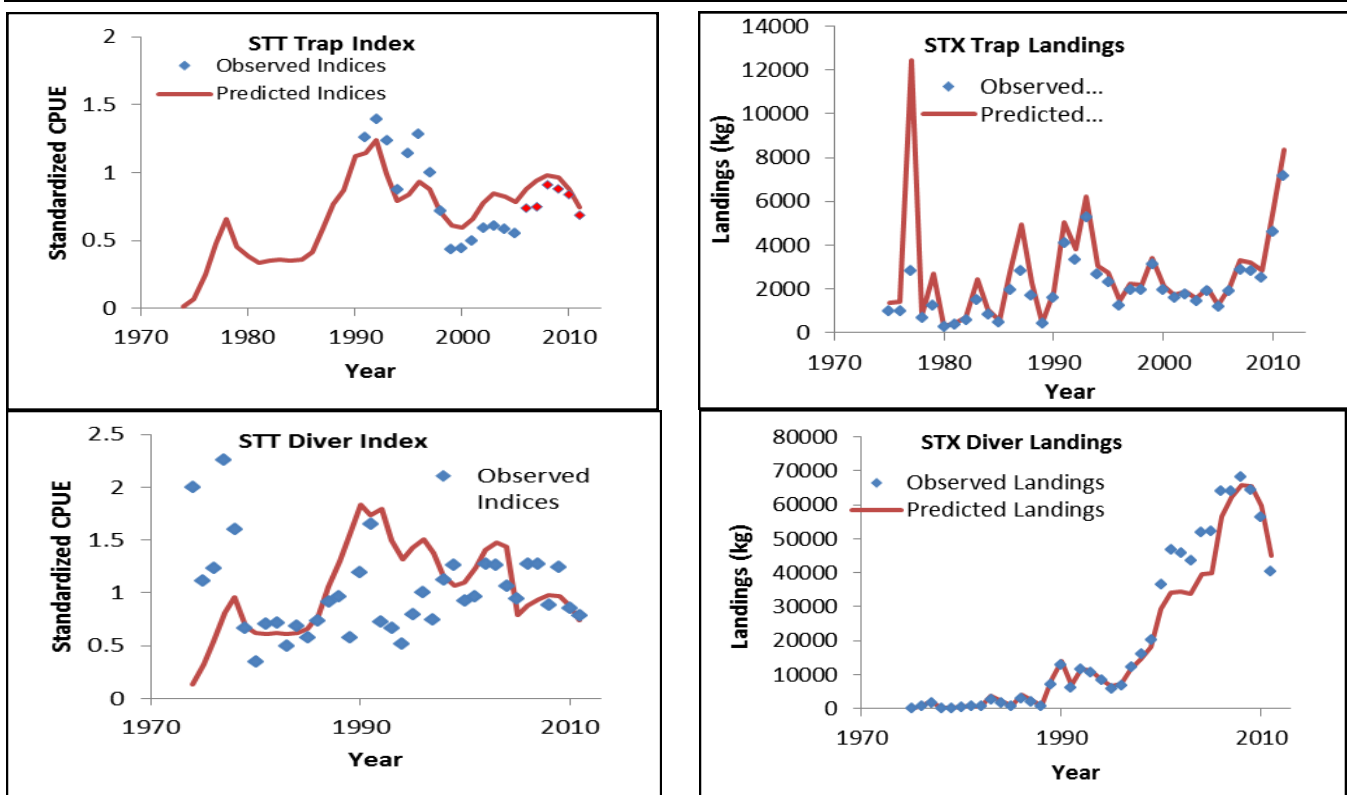 STT Trap Index
Observed Indices
Predicted Indices
Standardized CPUE
2
1.5
1
0.5
0
1970 1980 1990 2000 2010
Year
STX Trap Landings
Observed...
Predicted...
Landings (kg)
14000
12000
10000
8000
6000
4000
2000
0
1970 1980 1990 2000 2010
Year
STT Diver Index
Observed
Indices
Standardized CPUE
2.5
2
1.5
1
0.5
0
1970 1990 2010
Year
STX Diver Landings
Observed Landings
Predicted Landings
Landings (kg)
80000
70000
60000
50000
40000
30000
20000
10000
0
1970 1990 2010
Year